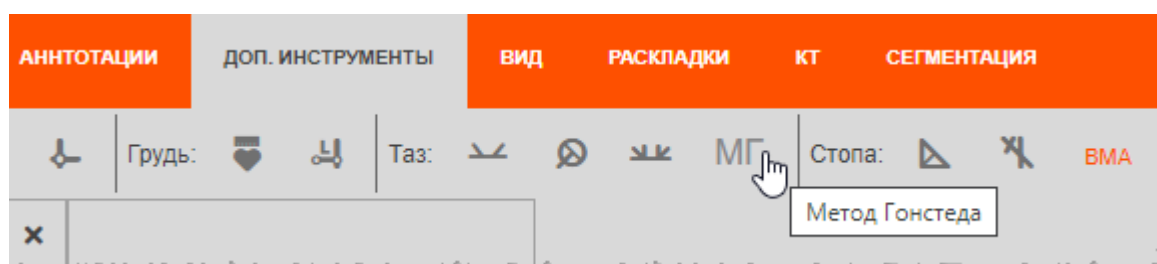 АННТОТАЦИИ ДОП. ИНСТРУМЕНТЫ ВИД РАСКЛАДКИ КТ СЕГМЕНТАЦИЯ
Грудь: Таз: МГ Стопа: ВМА
Метод Гонстеда